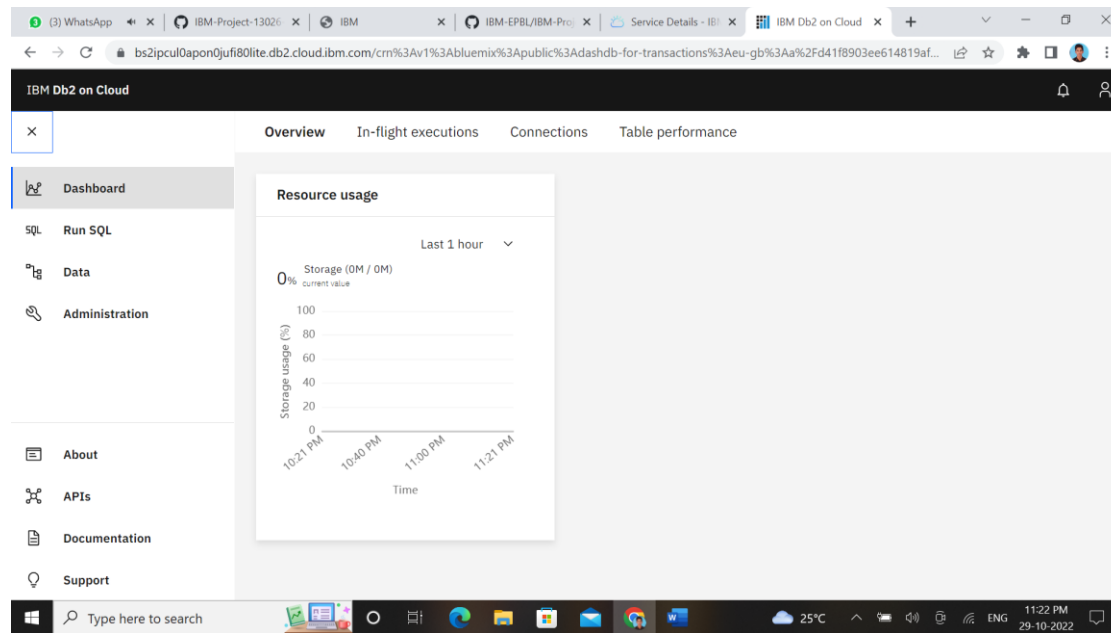 (3) WhatsApp
IBM-Project-13026
IBM
IBM-EPBL/IBM-Pro
Service Details - IB
IBM Db2 on Cloud
bs2ipcul0apon0jufi80lite.db2.cloud.ibm.com/crn%3Av1%3Abluemix%3Apublic%3Adashdb-for-transactions%3Aeu-gb%3Aa%2Fd41f8903ee614819af...
IBM Db2 on Cloud
Overview In-flight executions Connections Table performance
Dashboard
SQL Run SQL
Data
Administration
About
APIs
Documentation
Support
Resource usage
Last 1 hour
0% Storage (0M / 0M)
current value
Storage usage (%)
100
80
60
40
20
0
10:21 PM 10:40 PM 11:00 PM 11:21 PM
Time
Type here to search
25°C
ENG
11:22 PM
29-10-2022